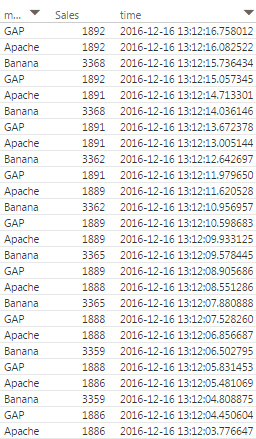 m... Sales time
GAP 1892 2016-12-16 13:12:16.758012
Apache 1892 2016-12-16 13:12:16.082522
Banana 3368 2016-12-16 13:12:15.736434
GAP 1892 2016-12-16 13:12:15.057345
Apache 1891 2016-12-16 13:12:14.713301
Banana 3368 2016-12-16 13:12:14.036146
GAP 1891 2016-12-16 13:12:13.672378
Apache 1891 2016-12-16 13:12:13.005144
Banana 3362 2016-12-16 13:12:12.642697
GAP 1891 2016-12-16 13:12:11.979650
Apache 1889 2016-12-16 13:12:11.620528
Banana 3362 2016-12-16 13:12:10.956957
GAP 1889 2016-12-16 13:12:10.598683
Apache 1889 2016-12-16 13:12:09.933125
Banana 3365 2016-12-16 13:12:09.578445
GAP 1889 2016-12-16 13:12:08.905686
Apache 1888 2016-12-16 13:12:08.551286
Banana 3365 2016-12-16 13:12:07.880888
GAP 1888 2016-12-16 13:12:07.528260
Apache 1888 2016-12-16 13:12:06.856687
Banana 3359 2016-12-16 13:12:06.502795
GAP 1888 2016-12-16 13:12:05.831453
Apache 1886 2016-12-16 13:12:05.481069
Banana 3359 2016-12-16 13:12:04.808875
GAP 1886 2016-12-16 13:12:04.450604
Apache 1886 2016-12-16 13:12:03.776647